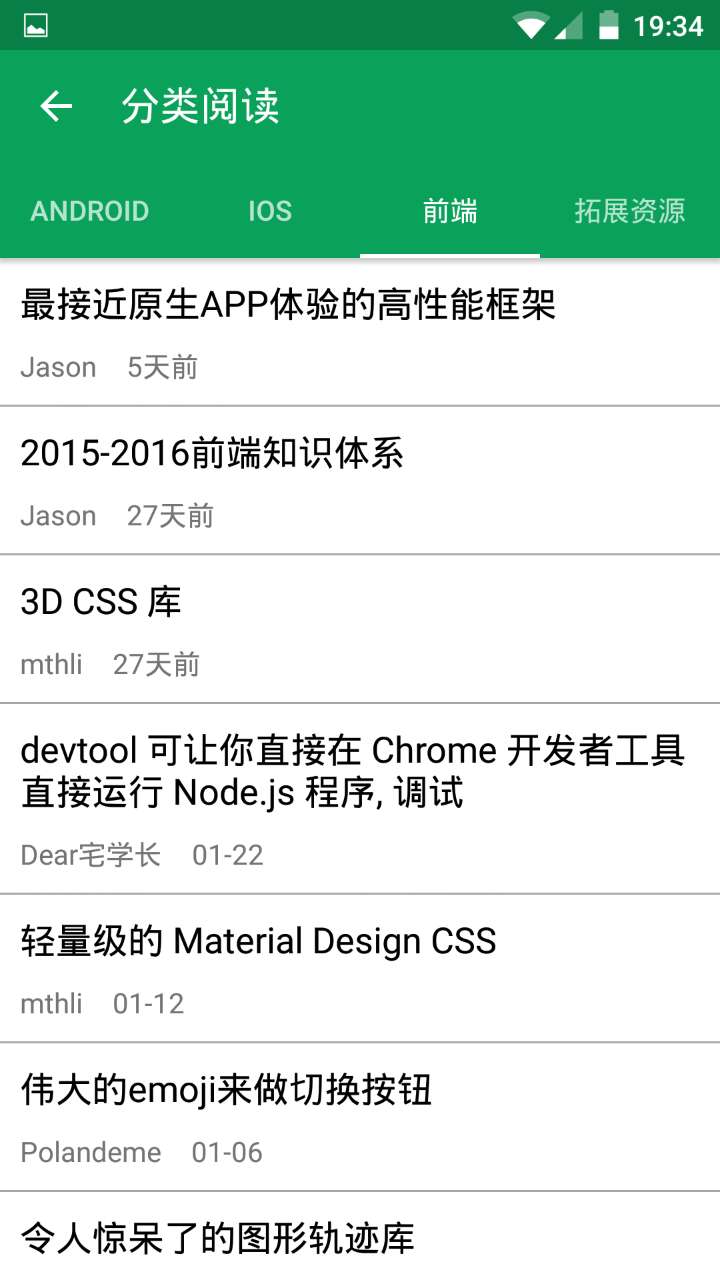 19:34
分类阅读
ANDROID IOS 前端 拓展资源
最接近原生APP体验的高性能框架
Jason 5天前
2015-2016前端知识体系
Jason 27天前
3D CSS 库
mthli 27天前
devtool 可让你直接在 Chrome 开发者工具
直接运行 Node.js 程序, 调试
Dear宅学长 01-22
轻量级的 Material Design CSS
mthli 01-12
伟大的emoji来做切换按钮
Polandeme 01-06
令人惊呆了的图形轨迹库